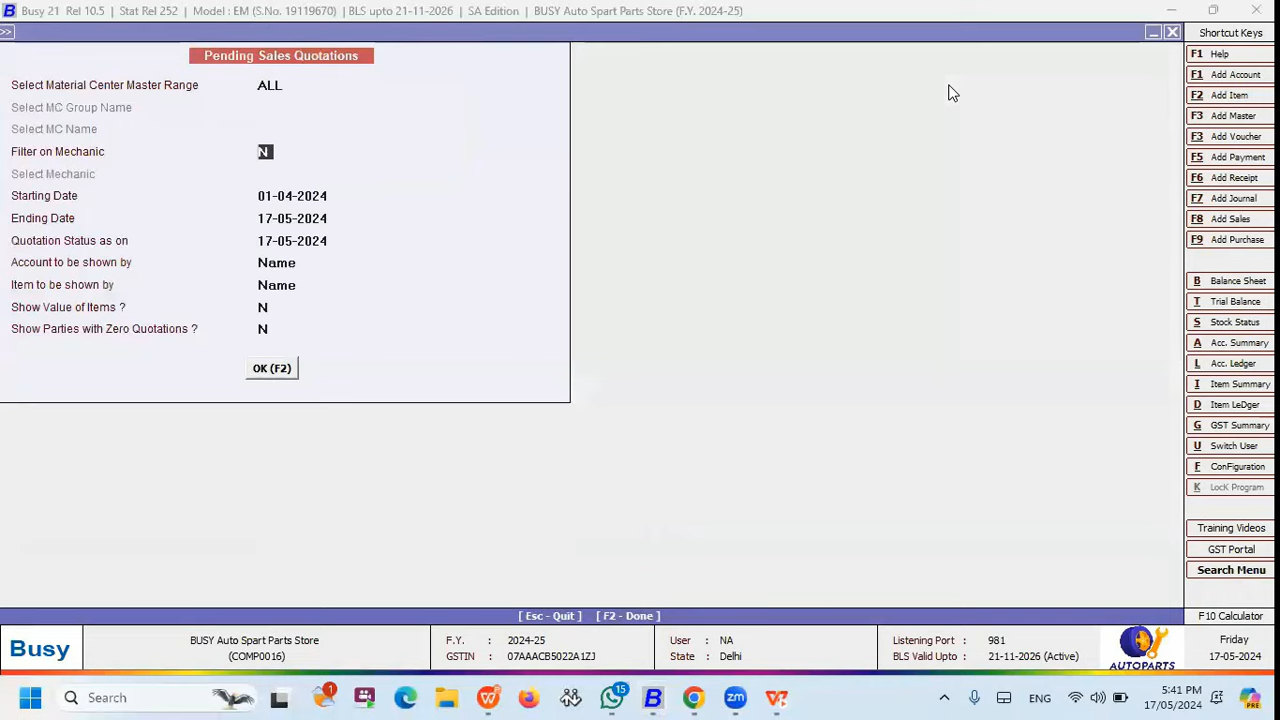 Busy 21 Rel 10.5 | Stat Rel 252 | Model : EM (S.No. 19119670) | BLS upto 21-11-2026 | SA Edition | BUSY Auto Spart Parts Store (F.Y. 2024-25)
>>
Shortcut Keys
Pending Sales Quotations
Select Material Center Master Range ALL
Select MC Group Name
Select MC Name
Filter on Mechanic N
Select Mechanic
Starting Date 01-04-2024
Ending Date 17-05-2024
Quotation Status as on 17-05-2024
Account to be shown by Name
Item to be shown by Name
Show Value of Items ? N
Show Parties with Zero Quotations ? N
OK (F2)
F1 Help
F1 Add Account
F2 Add Item
F3 Add Master
F3 Add Voucher
F5 Add Payment
F6 Add Receipt
F7 Add Journal
F8 Add Sales
F9 Add Purchase
B Balance Sheet
T Trial Balance
S Stock Status
A Acc. Summary
L Acc. Ledger
I Item Summary
D Item LeDger
G GST Summary
U Switch User
F ConFiguration
K LocK Program
Training Videos
GST Portal
Search Menu
[ Esc - Quit ] [ F2 - Done ]
F10 Calculator
Busy
BUSY Auto Spart Parts Store
(COMP0016)
F.Y. : 2024-25
GSTIN : 07AAACB5022A1ZJ
User : NA
State : Delhi
Listening Port : 981
BLS Valid Upto : 21-11-2026 (Active)
AUTOPARTS
Friday
17-05-2024
Search
1
15
ENG
5:41 PM
17/05/2024
PRE